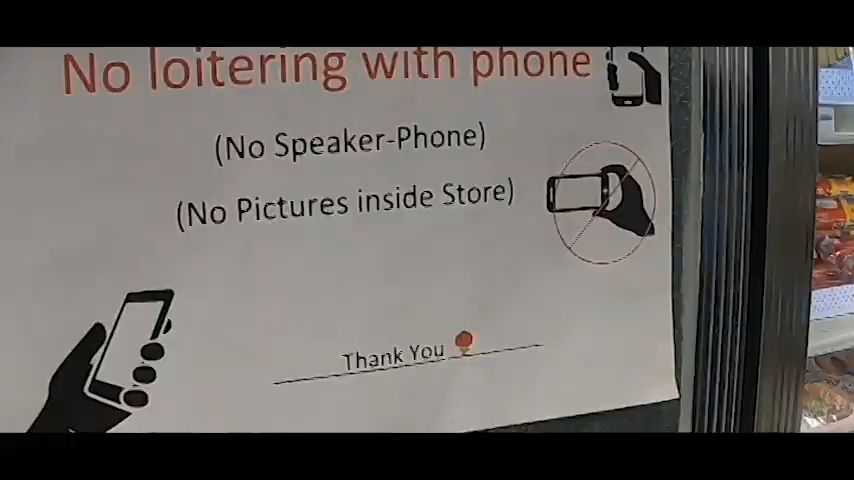 No loitering with phone
(No Speaker-Phone)
(No Pictures inside Store)
Thank You